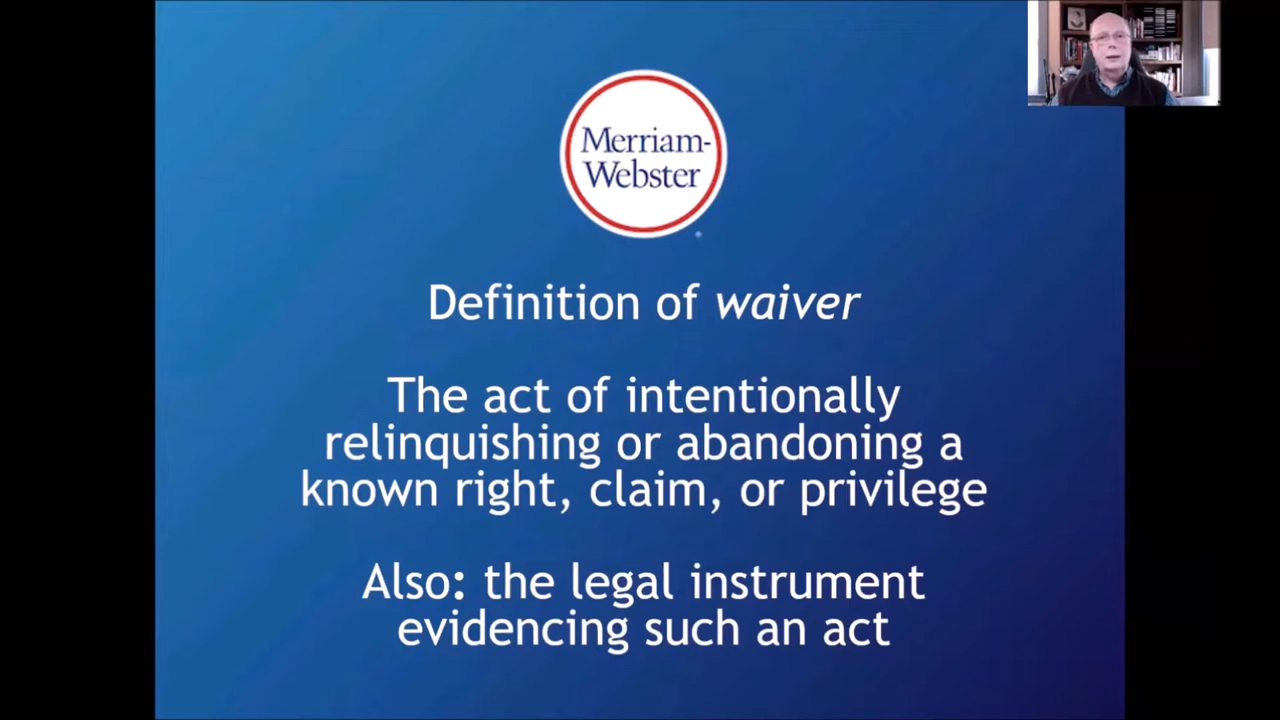 Merriam-
Webster
®
Definition of waiver
The act of intentionally
relinquishing or abandoning a
known right, claim, or privilege
Also: the legal instrument
evidencing such an act